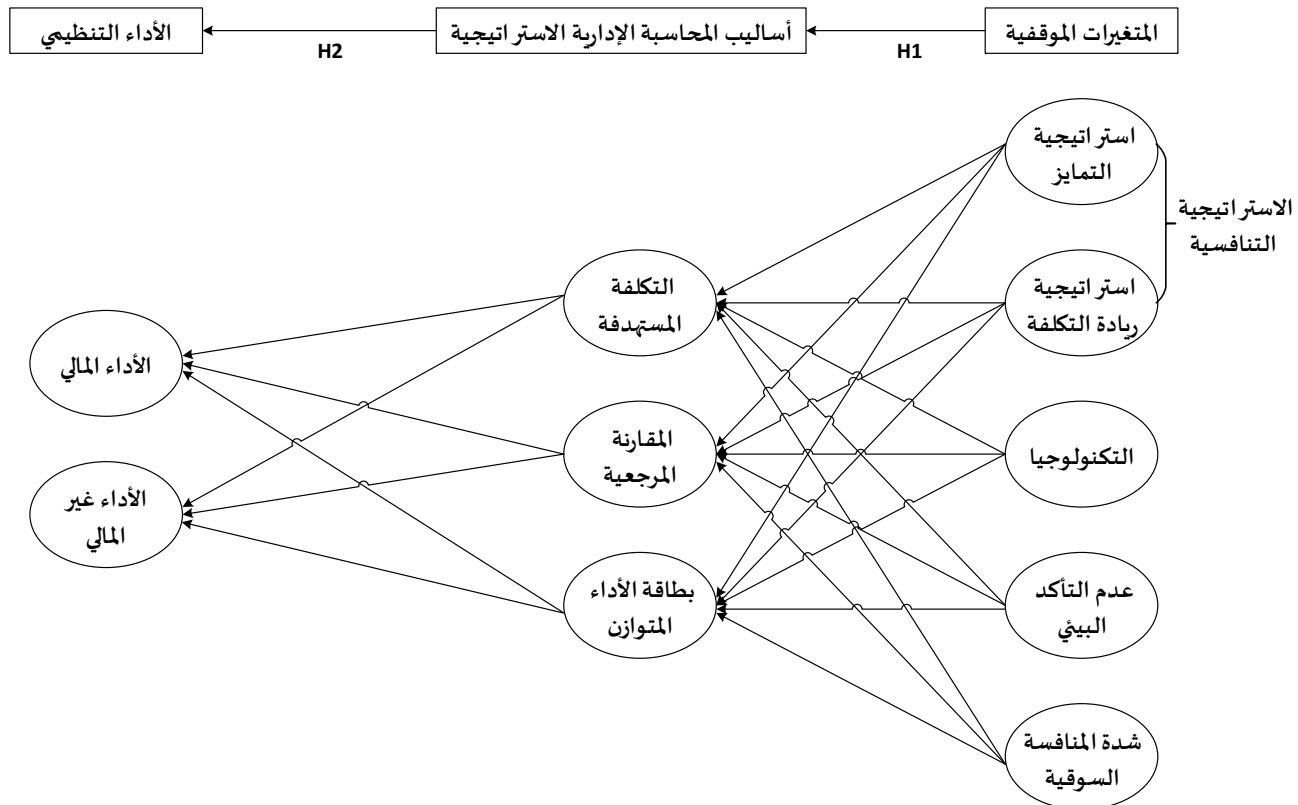 المتغيرات الموقفية
أساليب المحاسبة الإدارية الاستراتيجية
الأداء التنظيمي
H1
H2
استراتيجية
التمايز
الاستراتيجية
التنافسية
استراتيجية
ريادة التكلفة
التكنولوجيا
عدم التأكد
البيئي
شدة المنافسة
السوقية
التكلفة
المستهدفة
المقارنة
المرجعية
بطاقة الأداء
المتوازن
الأداء المالي
الأداء غير
المالي